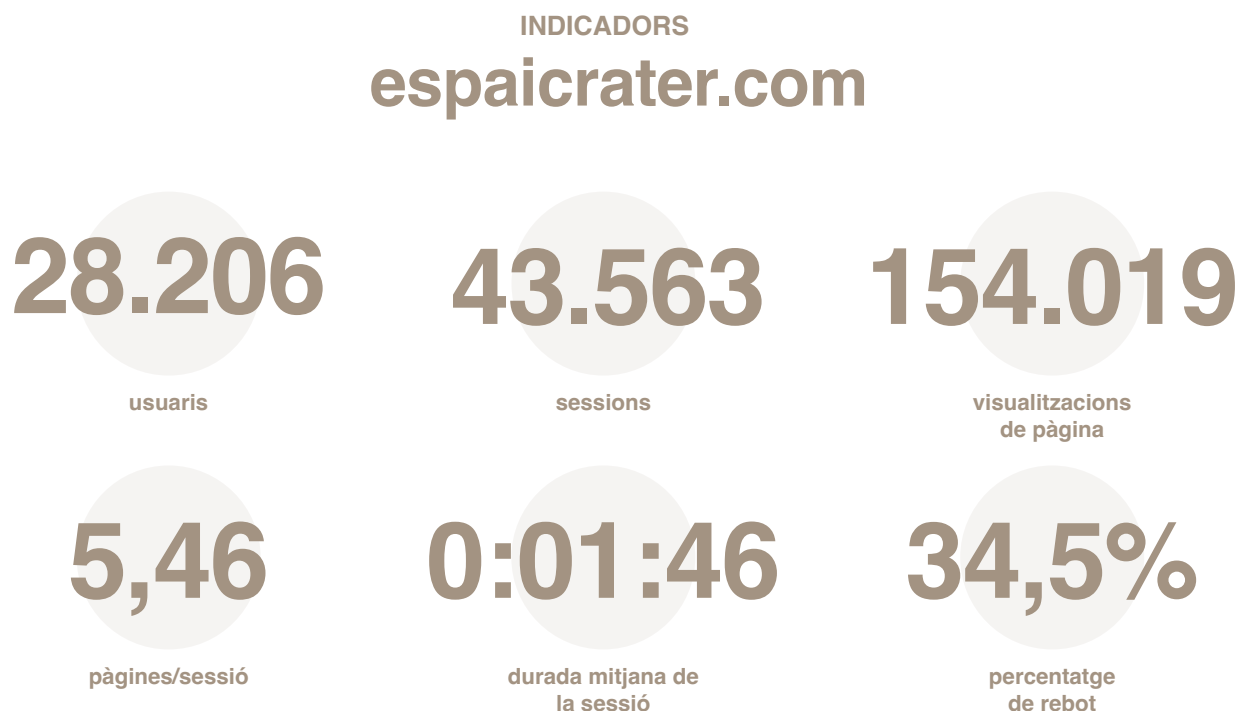 INDICADORS
espaicrater.com
28.206
43.563
154.019
usuaris
sessions
visualitzacions
de pàgina
5,46
0:01:46
34,5%
pàgines/sessió
durada mitjana de
la sessió
percentatge
de rebot